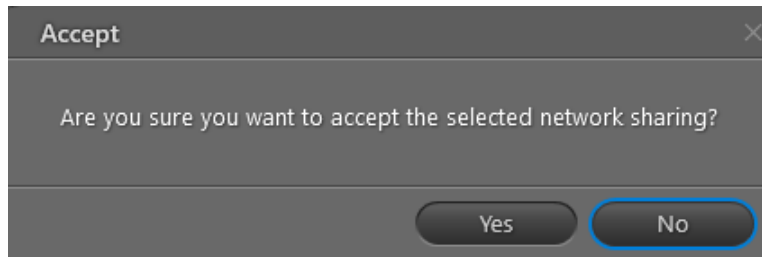 Accept
Are you sure you want to accept the selected network sharing?
Yes No